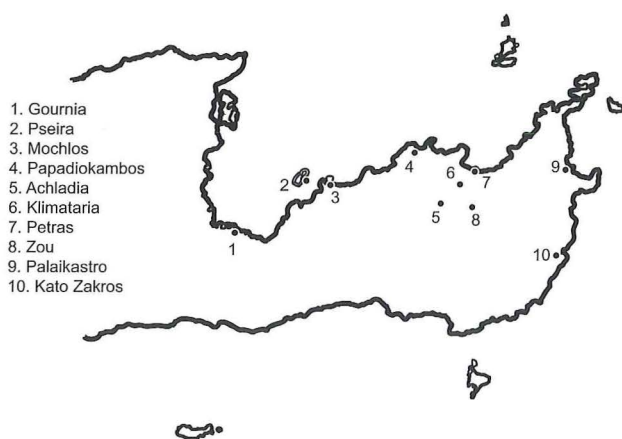 1. Gournia
2. Pseira
3. Mochlos
4. Papadiokambos
5. Achladia
6. Klimataria
7. Petras
8. Zou
9. Palaikastro
10. Kato Zakros
4
6
7
9
2
3
5
8
1
10